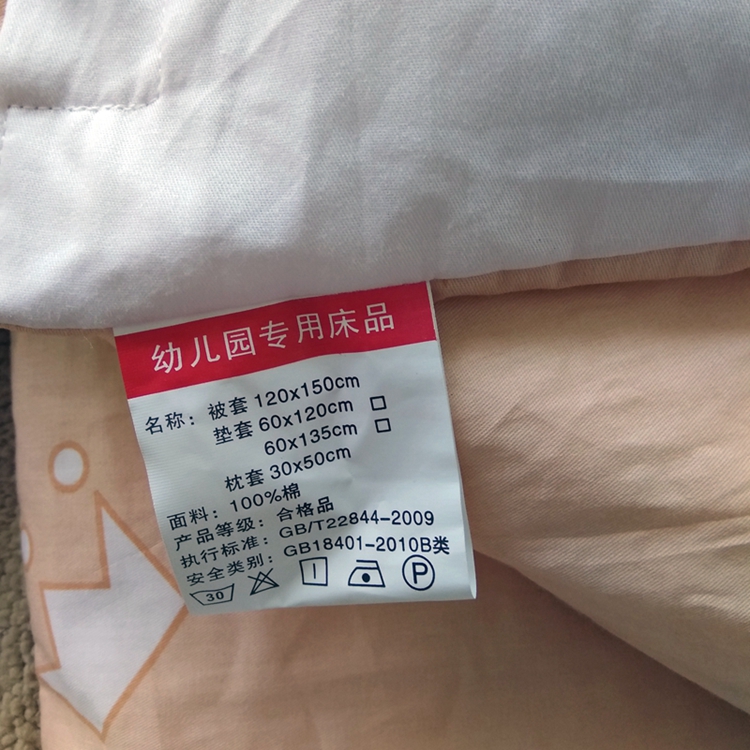 幼儿园专用床品
名称：被套 120x150cm
垫套 60x120cm □
60x135cm □
枕套 30x50cm
面料：100%棉
产品等级：合格品
执行标准：GB/T22844-2009
安全类别：GB18401-2010B类
30 P